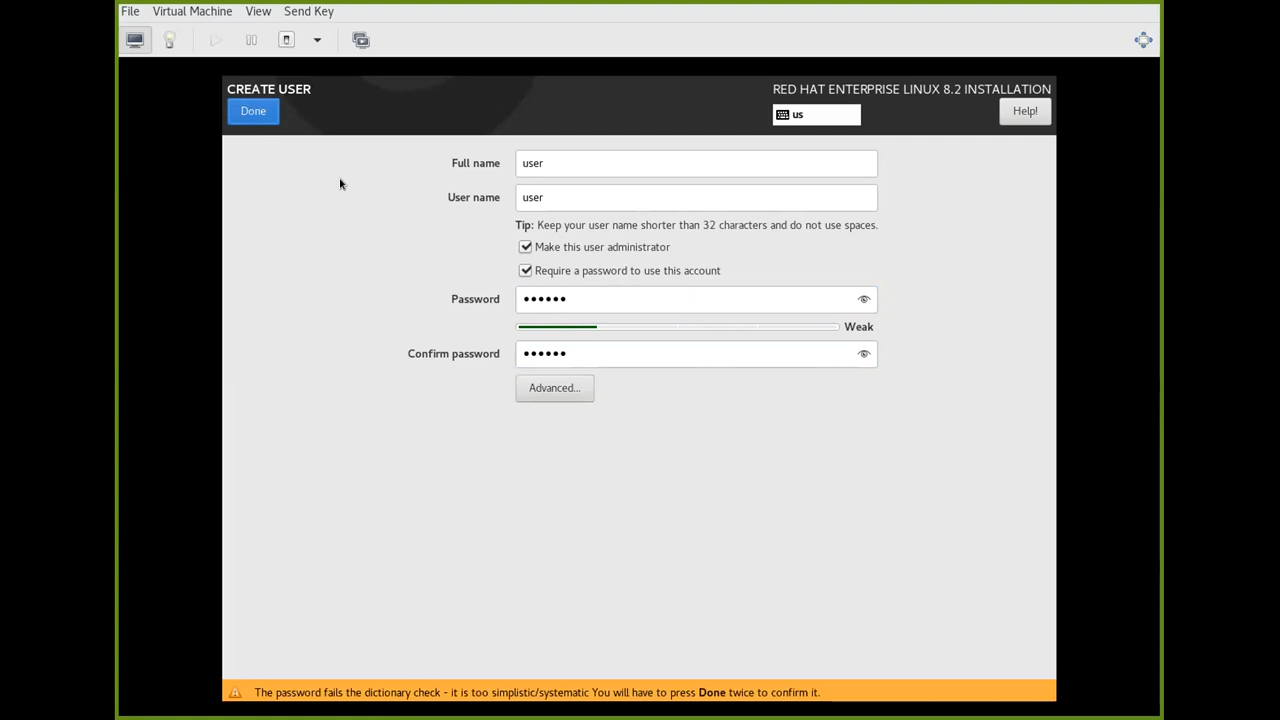 File Virtual Machine View Send Key
CREATE USER
RED HAT ENTERPRISE LINUX 8.2 INSTALLATION
Done
us
Help!
Full name
user
User name
user
Tip: Keep your user name shorter than 32 characters and do not use spaces.
Make this user administrator
Require a password to use this account
Password
••••••
Weak
Confirm password
••••••
Advanced...
The password fails the dictionary check - it is too simplistic/systematic You will have to press Done twice to confirm it.